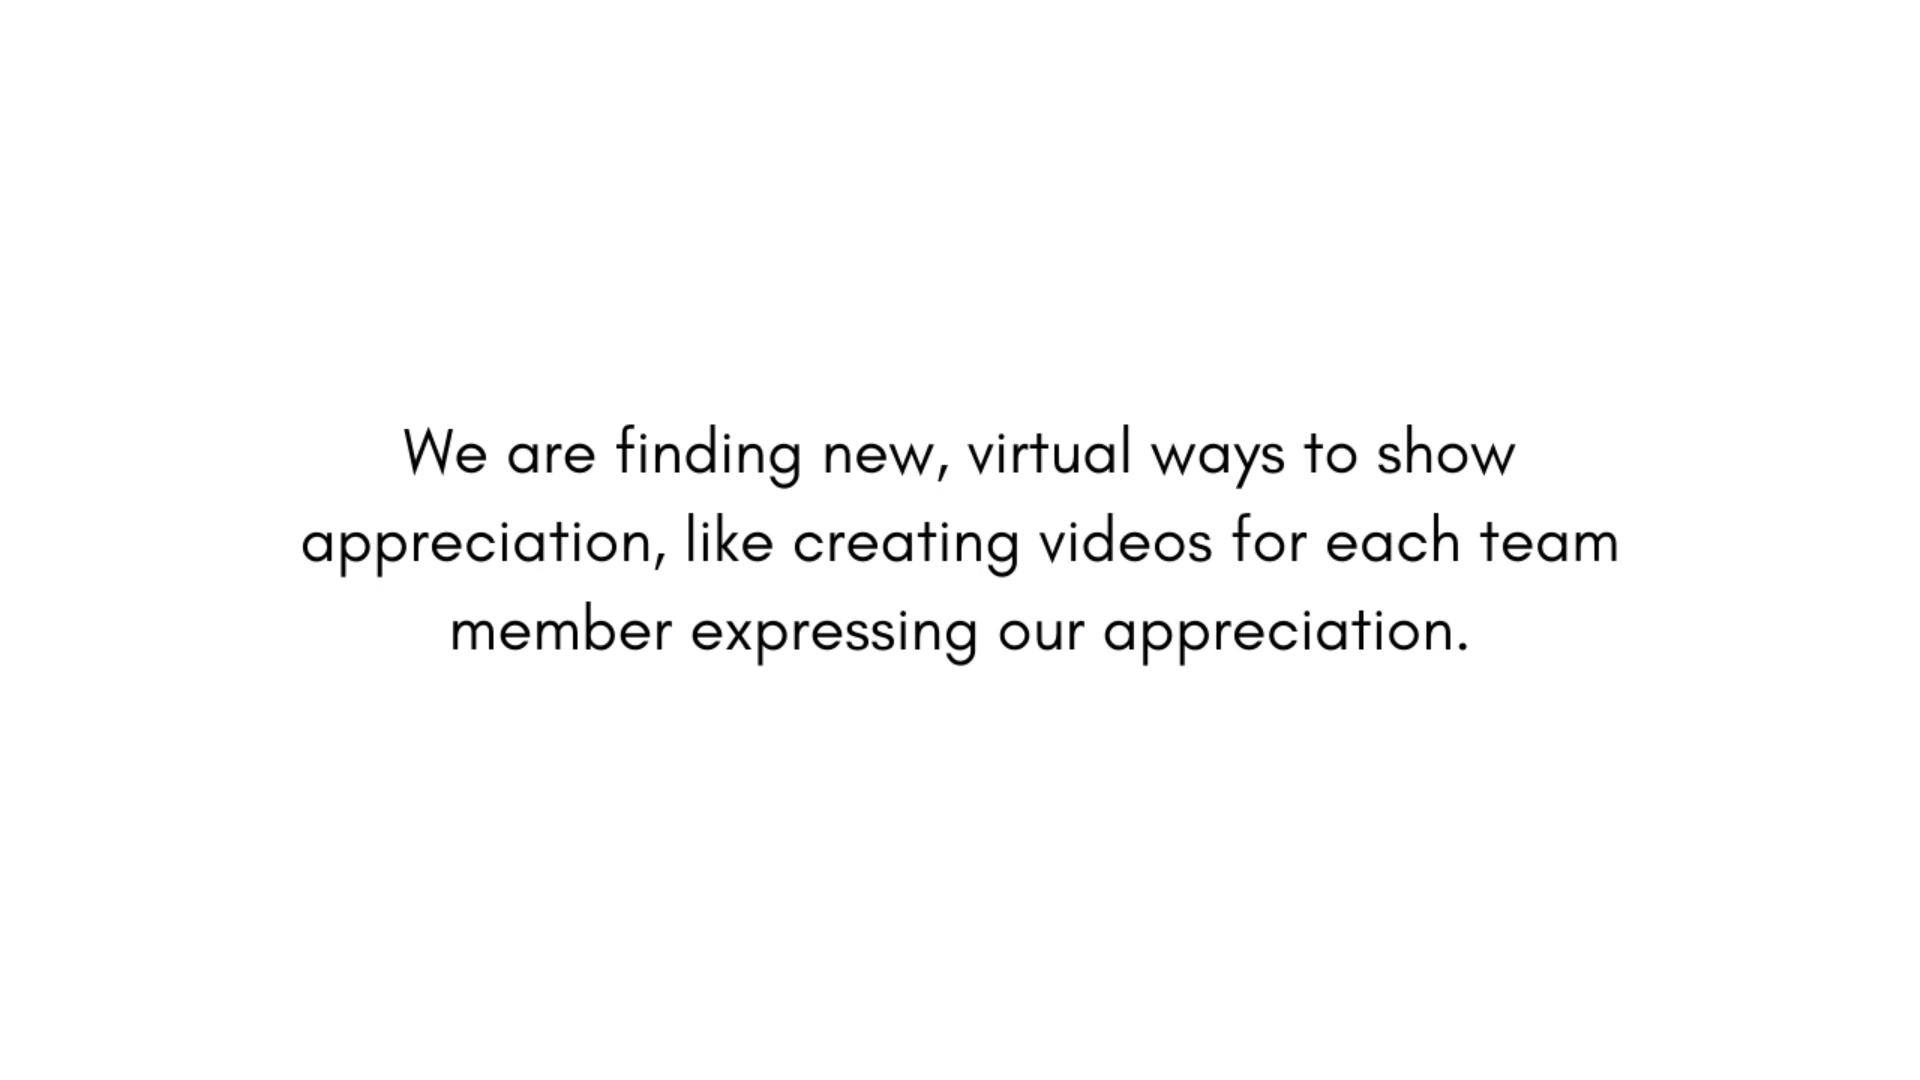 We are finding new, virtual ways to show
appreciation, like creating videos for each team
member expressing our appreciation.